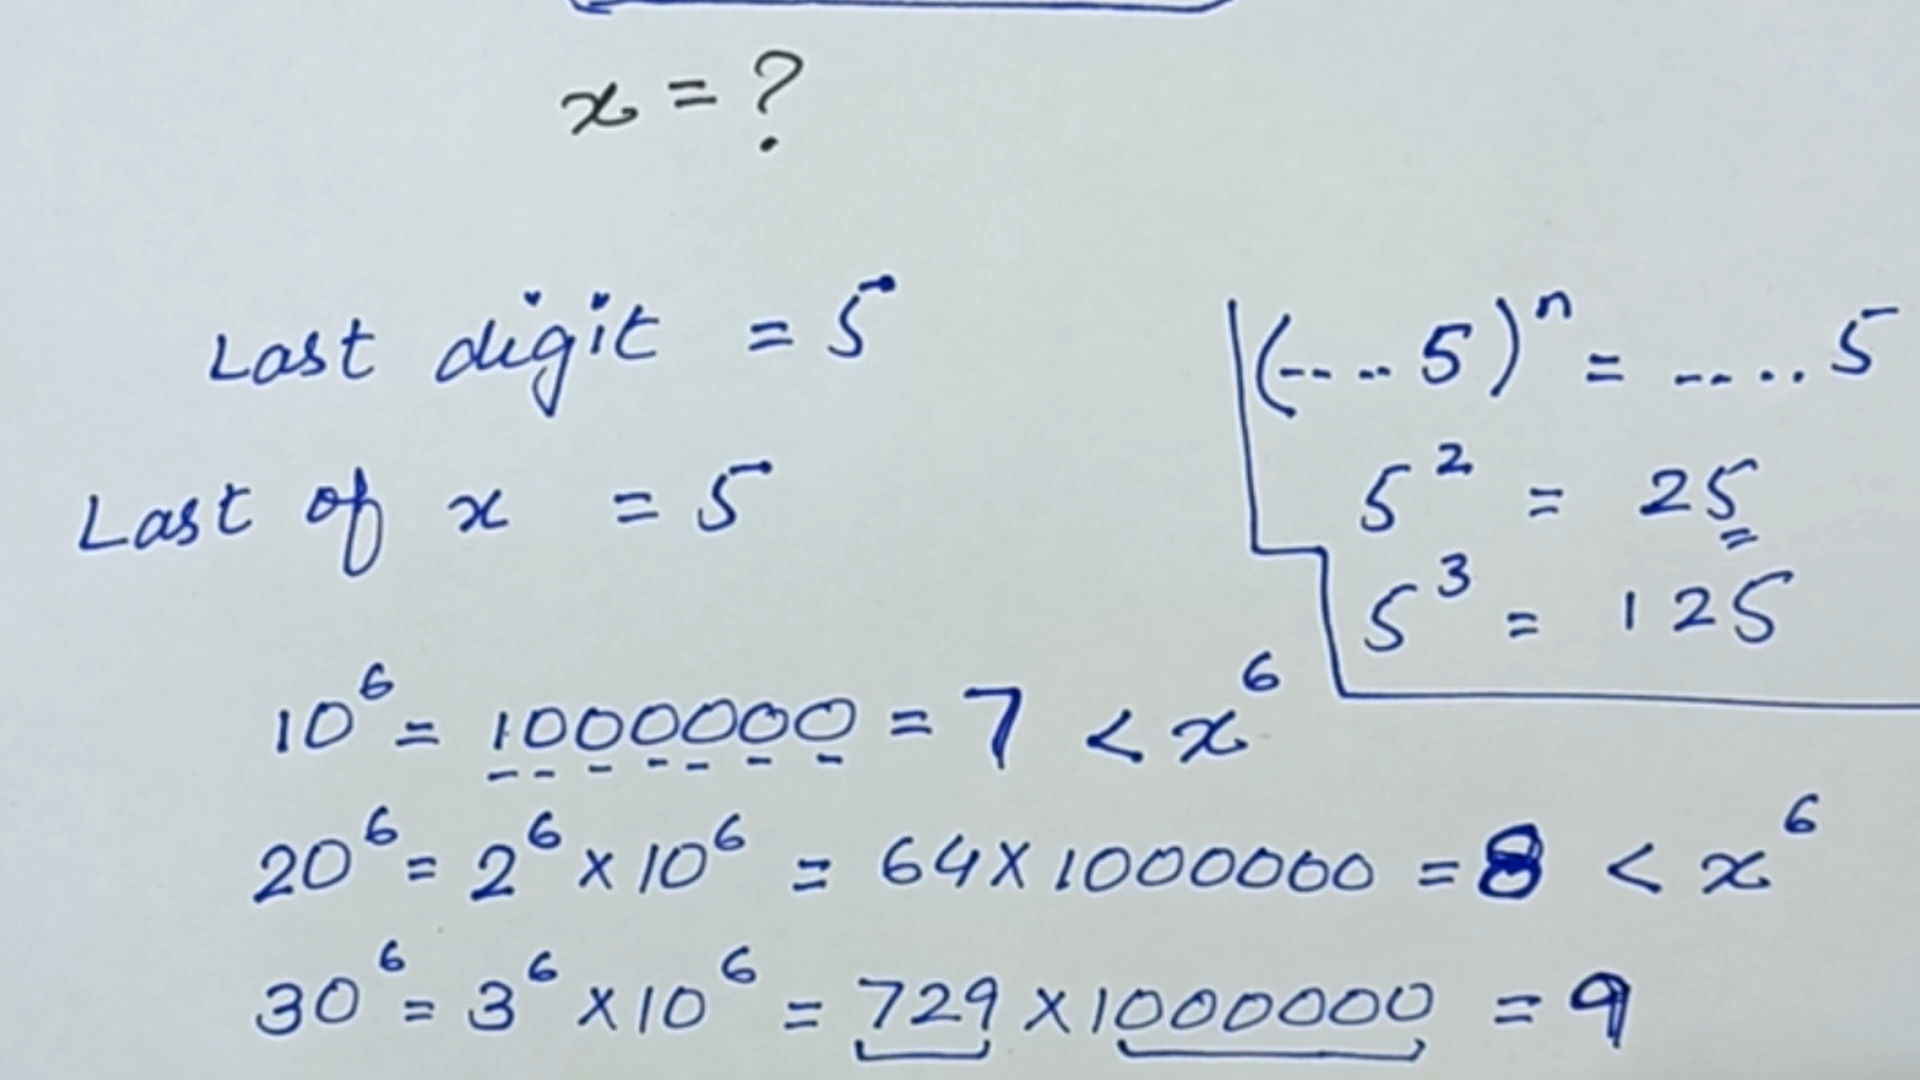 x = ?
Last digit = 5
Last of x = 5
(-- -- 5)ⁿ = -- -- .. 5
5² = 25
5³ = 125
10⁶ = 1000000 = 7 < x⁶
20⁶ = 2⁶ × 10⁶ = 64 × 1000000 = 8 < x⁶
30⁶ = 3⁶ × 10⁶ = 729 × 1000000 = 9